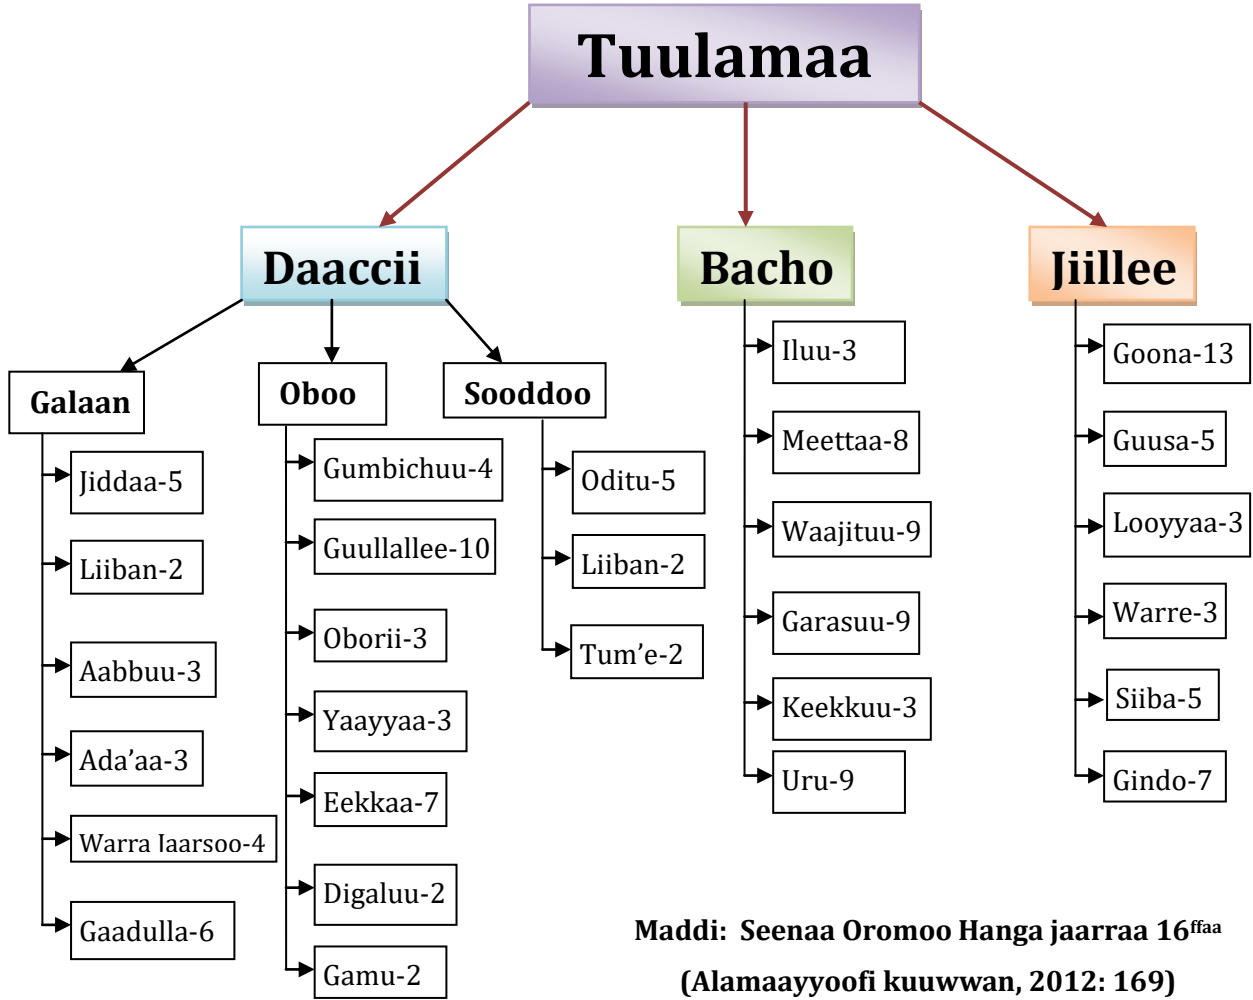 Tuulamaa
Daaccii
Bacho
Jiillee
Galaan
Jiddaa-5
Liiban-2
Aabbuu-3
Ada’aa-3
Warra Jaarsoo-4
Gaadulla-6
Oboo
Gumbichuu-4
Guullallee-10
Oborii-3
Yaayyaa-3
Eekkaa-7
Digaluu-2
Gamu-2
Sooddoo
Oditu-5
Liiban-2
Tum’e-2
Iluu-3
Meettaa-8
Waajituu-9
Garasuu-9
Keekkuu-3
Uru-9
Goona-13
Guusa-5
Looyyaa-3
Warre-3
Siiba-5
Gindo-7
Maddi: Seenaa Oromoo Hanga jaarraa 16ffaa
(Alamaayyoofi kuuwwan, 2012: 169)